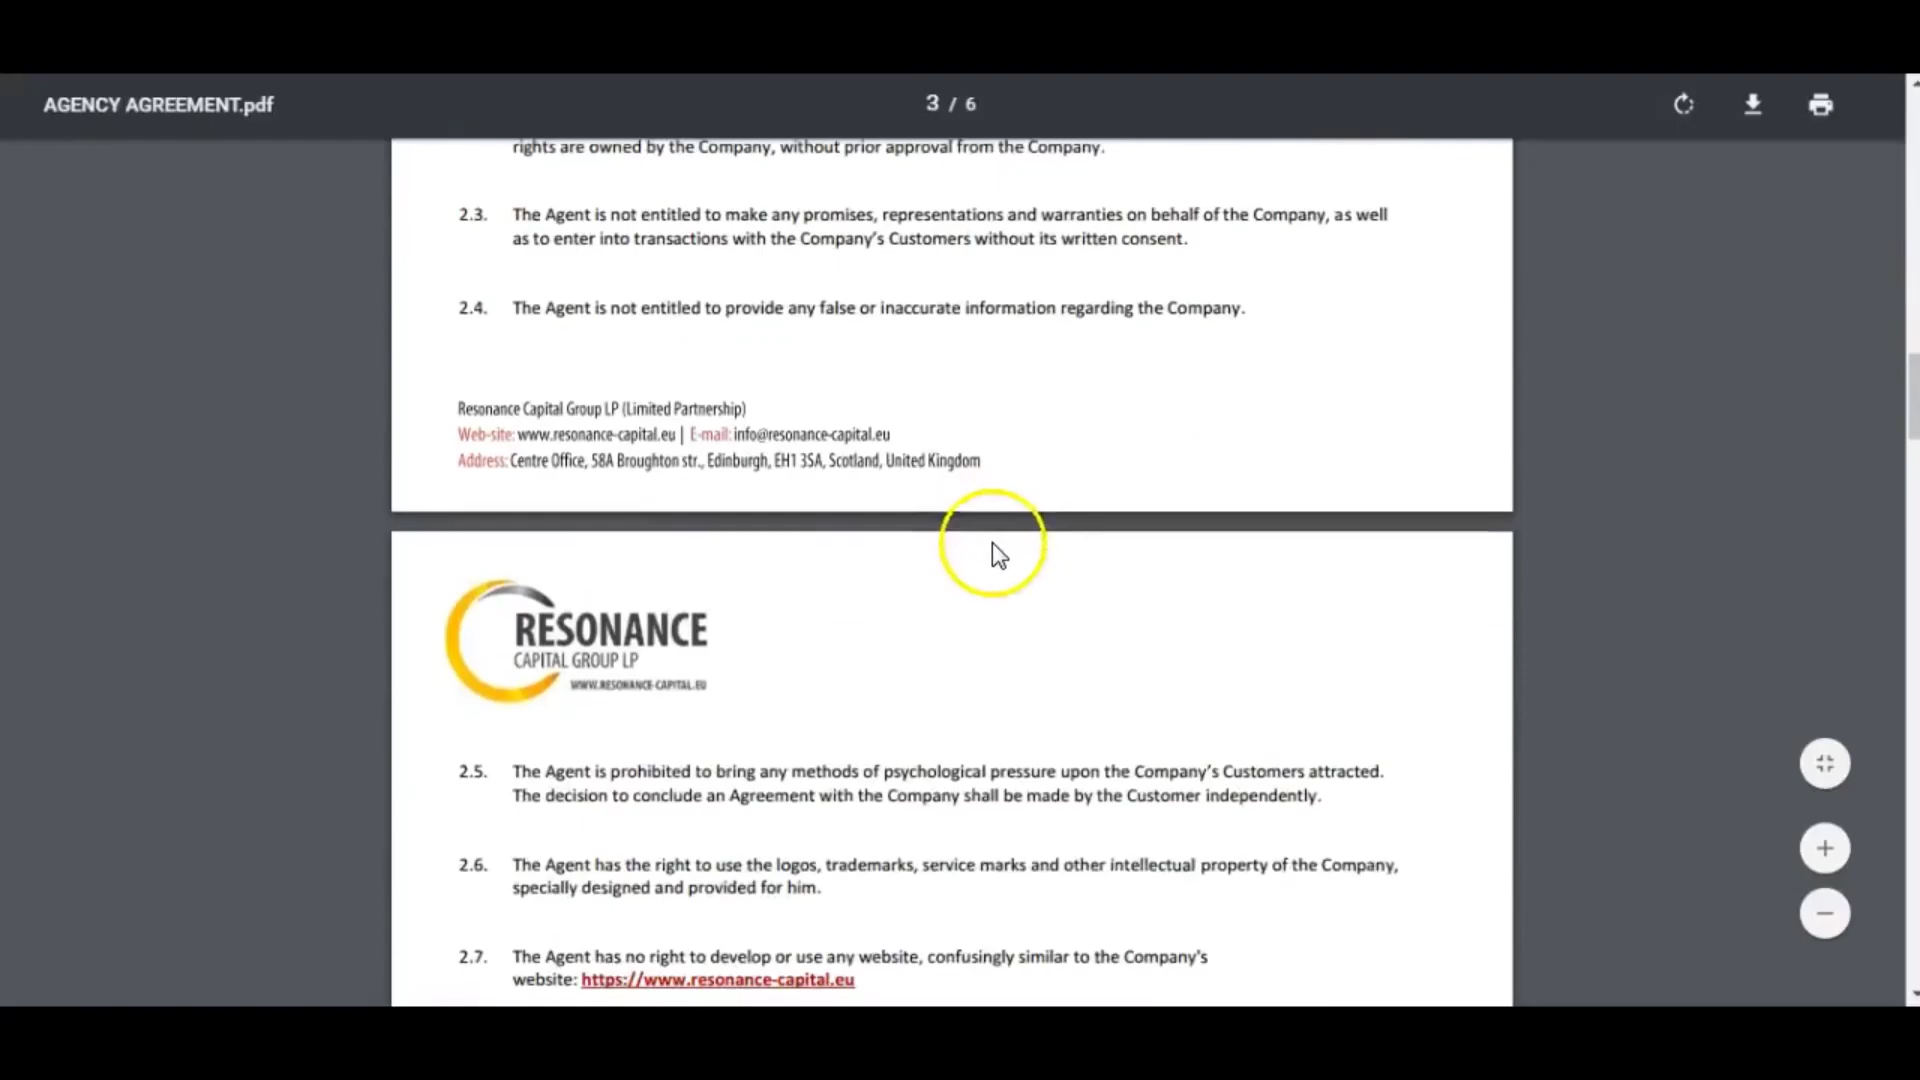 AGENCY AGREEMENT.pdf
3 / 6
rights are owned by the Company, without prior approval from the Company.
2.3. The Agent is not entitled to make any promises, representations and warranties on behalf of the Company, as well
as to enter into transactions with the Company's Customers without its written consent.
2.4. The Agent is not entitled to provide any false or inaccurate information regarding the Company.
Resonance Capital Group LP (Limited Partnership)
Web-site: www.resonance-capital.eu | E-mail: info@resonance-capital.eu
Address: Centre Office, 58A Broughton str., Edinburgh, EH1 3SA, Scotland, United Kingdom
RESONANCE
CAPITAL GROUP LP
WWW.RESONANCE-CAPITAL.EU
2.5. The Agent is prohibited to bring any methods of psychological pressure upon the Company's Customers attracted.
The decision to conclude an Agreement with the Company shall be made by the Customer independently.
2.6. The Agent has the right to use the logos, trademarks, service marks and other intellectual property of the Company,
specially designed and provided for him.
2.7. The Agent has no right to develop or use any website, confusingly similar to the Company's
website: https://www.resonance-capital.eu